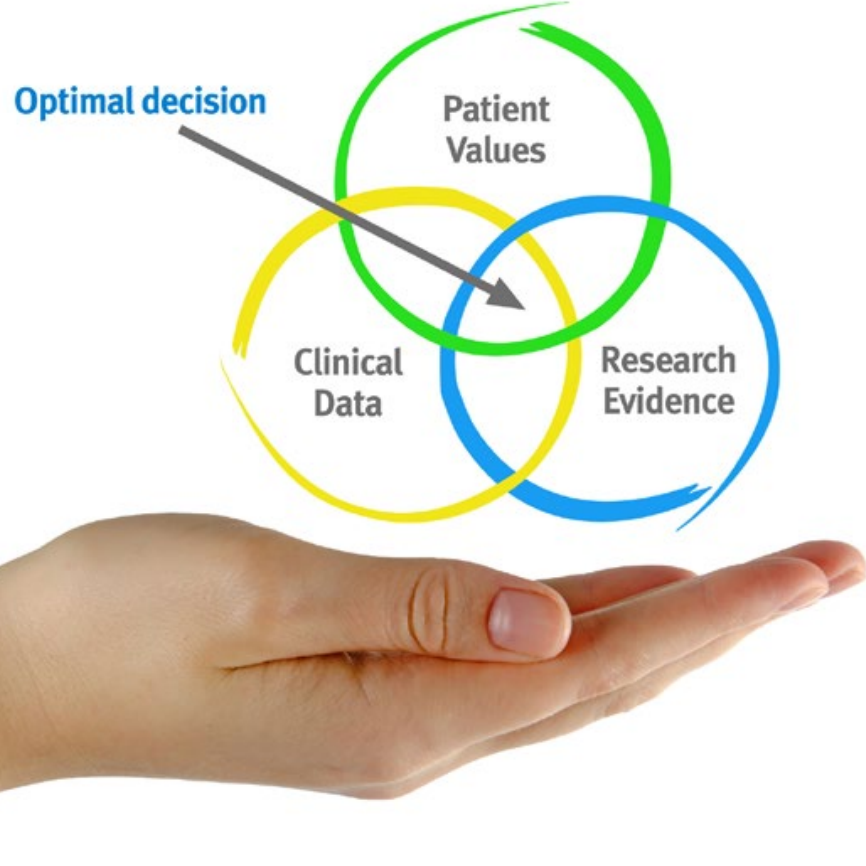 Optimal decision
Patient
Values
Clinical
Data
Research
Evidence